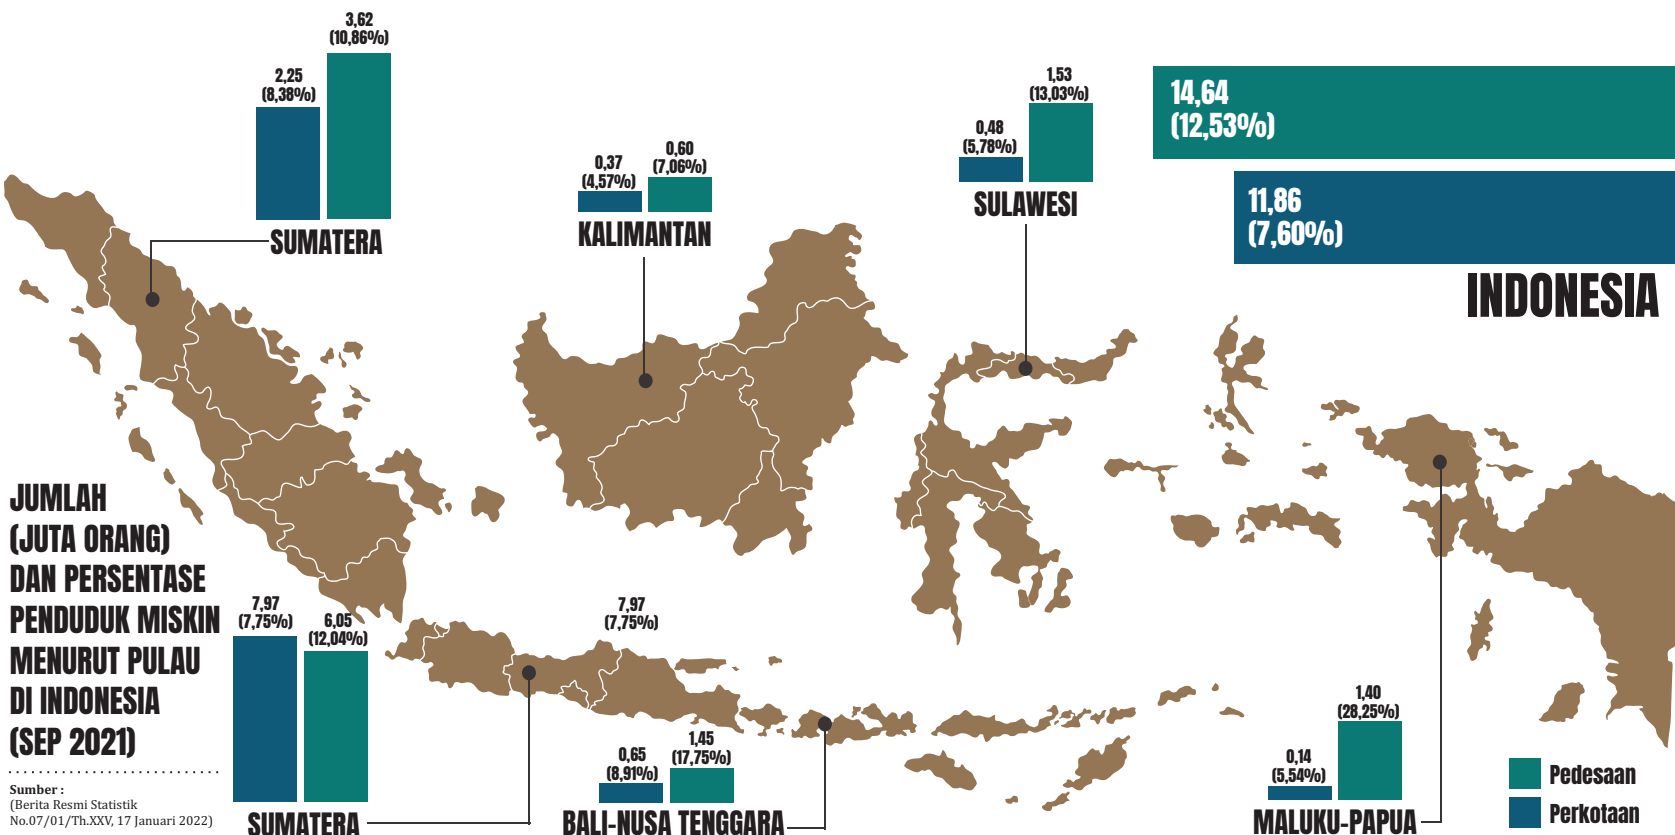 3,62
(10,86%)
2,25
(8,38%)
SUMATERA
0,37
(4,57%)
0,60
(7,06%)
KALIMANTAN
0,48
(5,78%)
1,53
(13,03%)
SULAWESI
14,64
(12,53%)
11,86
(7,60%)
INDONESIA
JUMLAH
(JUTA ORANG)
DAN PERSENTASE
PENDUDUK MISKIN
MENURUT PULAU
DI INDONESIA
(SEP 2021)
Sumber :
(Berita Resmi Statistik
No.07/01/Th.XXV, 17 Januari 2022)
7,97
(7,75%)
6,05
(12,04%)
SUMATERA
7,97
(7,75%)
0,65
(8,91%)
1,45
(17,75%)
BALI-NUSA TENGGARA
0,14
(5,54%)
1,40
(28,25%)
MALUKU-PAPUA
Pedesaan
Perkotaan